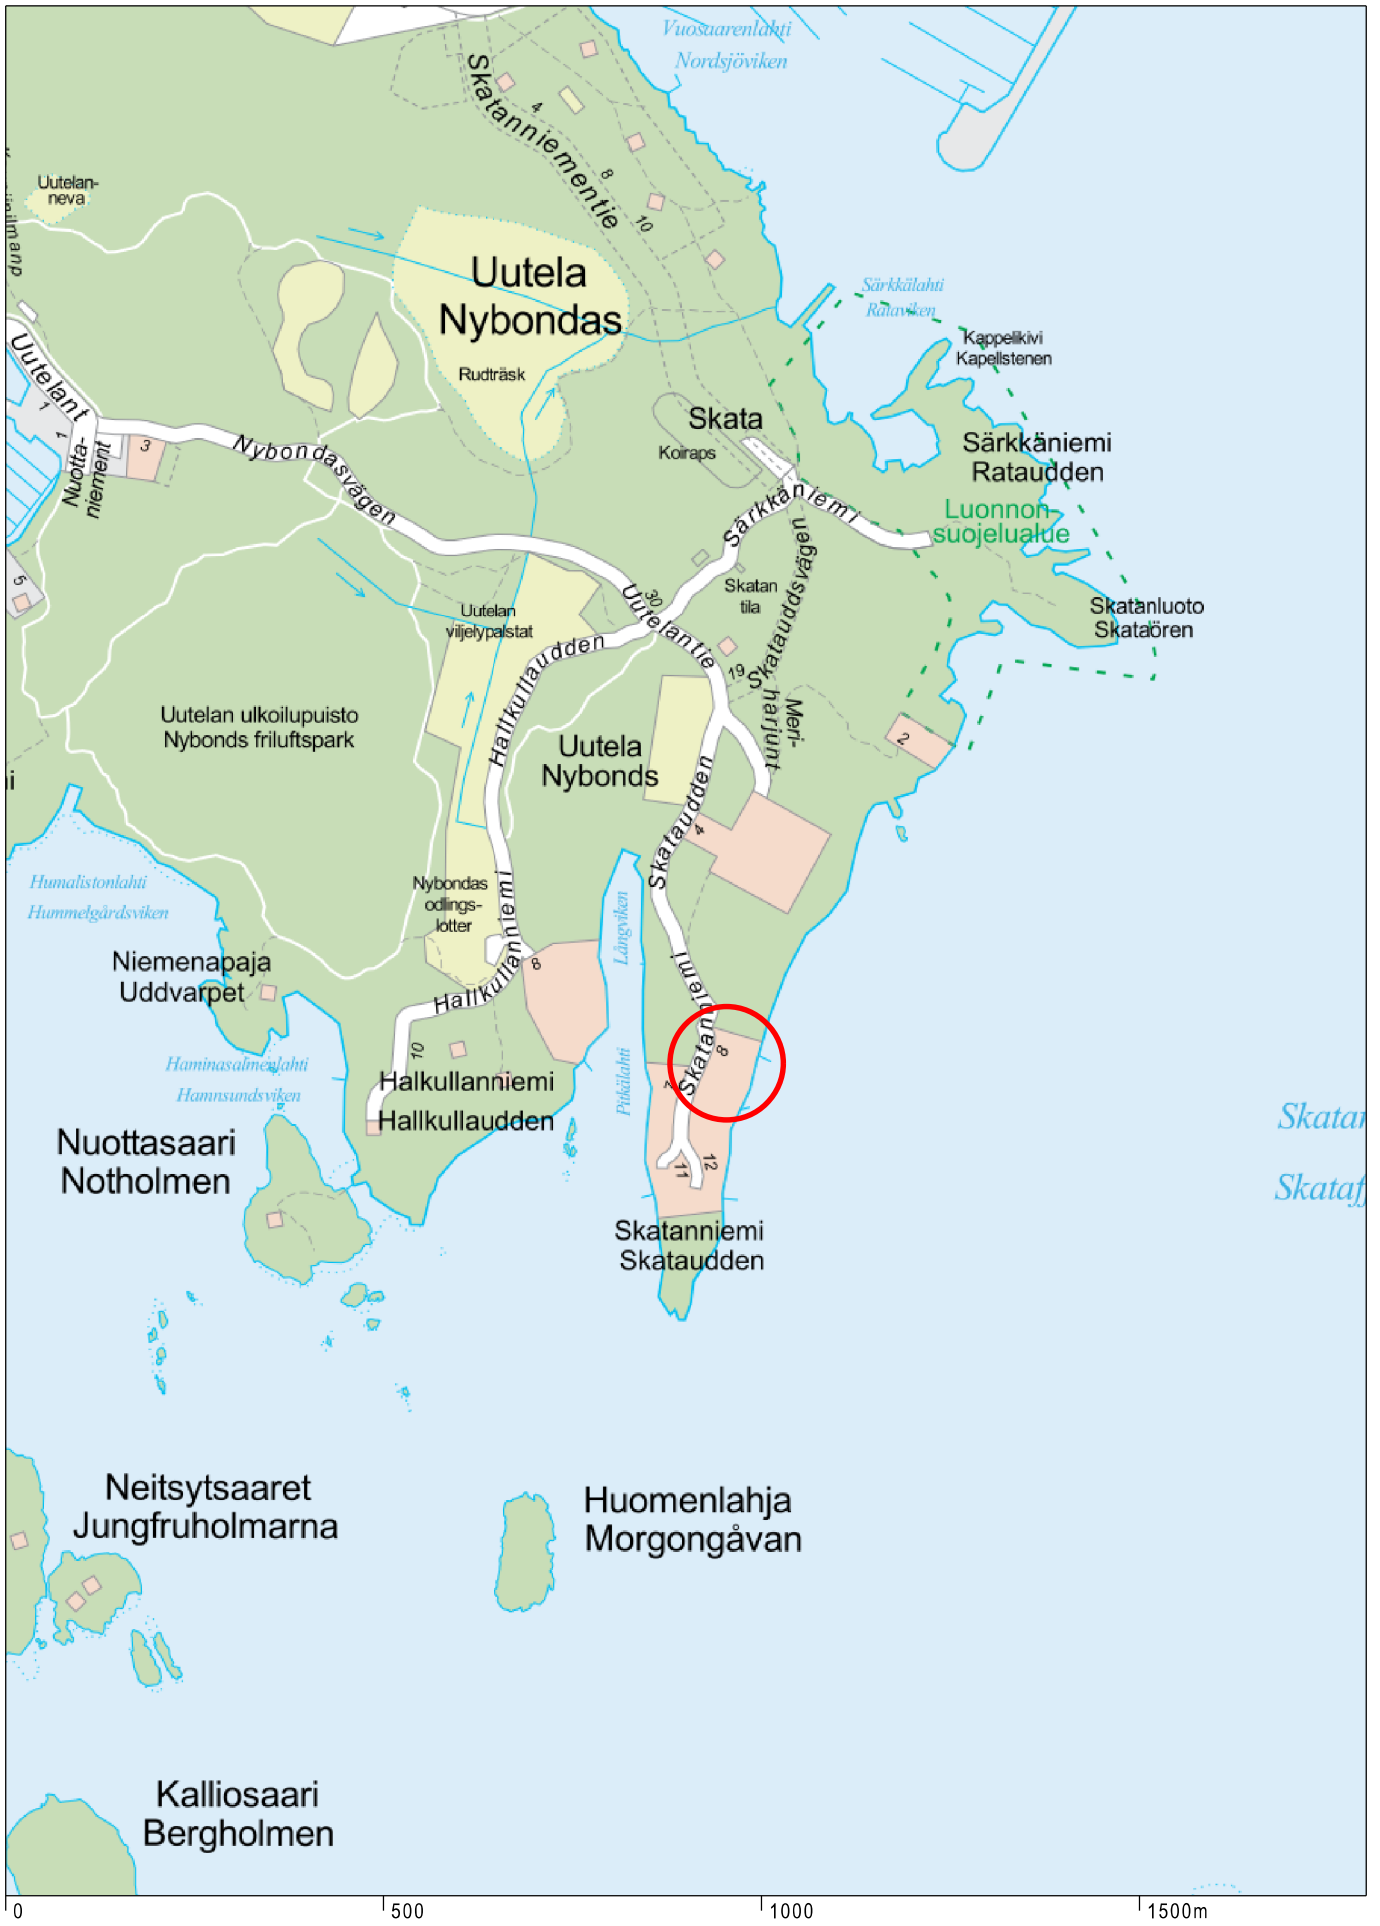 Vuosaarenlahti
Nordsjöviken
Skatanniementie
4
8
10
Uutelan-
neva
Uutela
Nybondas
Rudträsk
Särkkälahti
Rataviken
Kappelikivi
Kapellstenen
Uutelant
1
1
3
Nuotta-
niement
5
Nybondasvägen
Skata
Koiraps
Särkkäniemi
Särkkäniemi
Rataudden
Luonnon-
suojelualue
Skatan
tila
Skatauddsvägen
30
Uutelantie
19
Skatanluoto
Skataören
Uutelan
viljelypalstat
Hallkullaudden
S. harjunt
Meri-
2
Uutelan ulkoilupuisto
Nybonds friluftspark
Uutela
Nybonds
Skataudden
4
Humalistonlahti
Hummelgårdsviken
Nybondas
odlings-
lotter
Långviken
Niemenapaja
Uddvarpet
Hallkullanniemi
8
10
Skatanniemi
8
7
Haminasalmenlahti
Hamnsundsviken
Pitkälahti
Halkullanniemi
Hallkullaudden
Nuottasaari
Notholmen
11
12
Skatanniemi
Skataudden
Neitsytsaaret
Jungfruholmarna
Huomenlahja
Morgongåvan
Kalliosaari
Bergholmen
0
500
1000
1500m